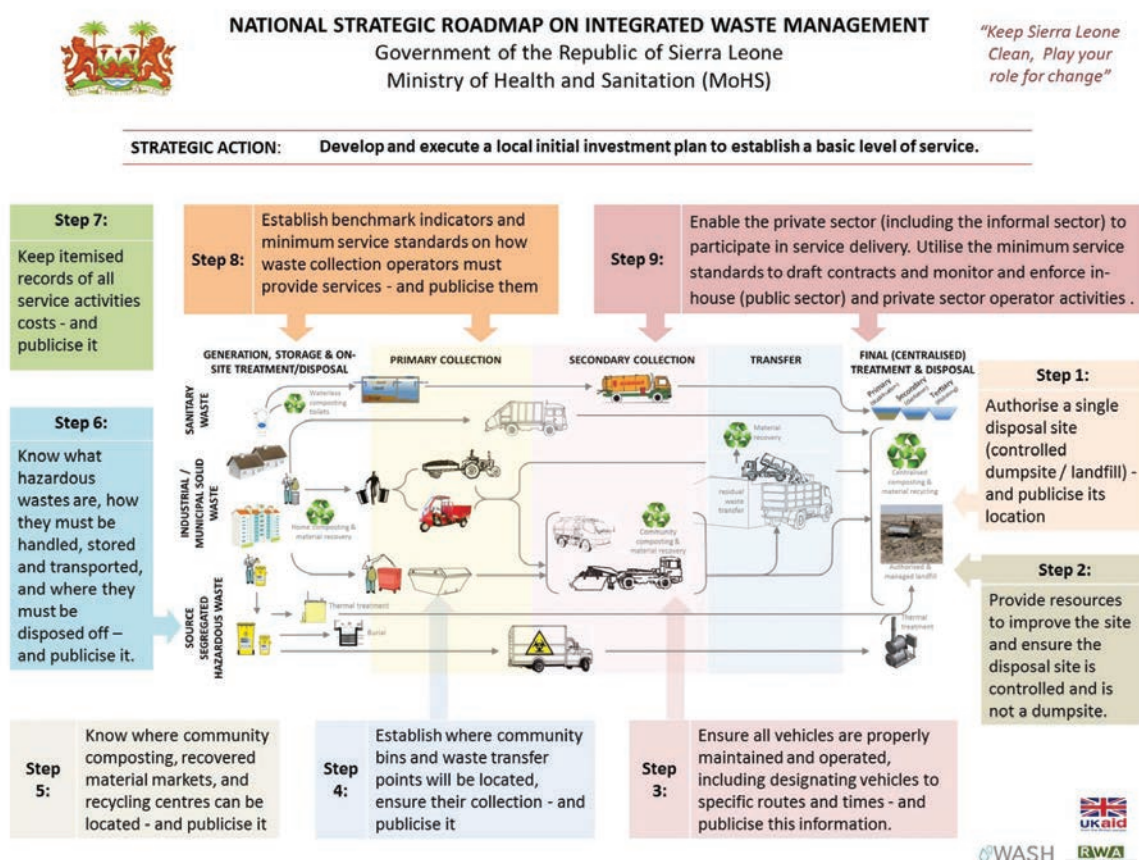 NATIONAL STRATEGIC ROADMAP ON INTEGRATED WASTE MANAGEMENT
Government of the Republic of Sierra Leone
Ministry of Health and Sanitation (MoHS)
"Keep Sierra Leone
Clean, Play your
role for change"
STRATEGIC ACTION: Develop and execute a local initial investment plan to establish a basic level of service.
Step 7:
Keep itemised
records of all
service activities
costs - and
publicise it
Step 8:
Establish benchmark indicators and
minimum service standards on how
waste collection operators must
provide services - and publicise them
Step 9:
Enable the private sector (including the informal sector) to
participate in service delivery. Utilise the minimum service
standards to draft contracts and monitor and enforce in-
house (public sector) and private sector operator activities .
GENERATION, STORAGE & ON-
SITE TREATMENT/DISPOSAL
PRIMARY COLLECTION
SECONDARY COLLECTION
TRANSFER
FINAL (CENTRALISED)
TREATMENT & DISPOSAL
SANITARY
WASTE
Waterless
composting
toilets
Primary
Secondary
Tertiary
INDUSTRIAL /
MUNICIPAL SOLID
WASTE
Home composting &
material recovery
Material
recovery
residual
waste
transfer
Community
composting &
material recovery
Centralised
composting &
material recycling
Authorised &
managed landfill
SOURCE
SEGREGATED
HAZARDOUS WASTE
Thermal treatment
Burial
Thermal
treatment
Step 6:
Know what
hazardous
wastes are, how
they must be
handled, stored
and transported,
and where they
must be
disposed off –
and publicise it.
Step 1:
Authorise a single
disposal site
(controlled
dumpsite / landfill) -
and publicise its
location
Step 2:
Provide resources
to improve the site
and ensure the
disposal site is
controlled and is
not a dumpsite.
Step
5:
Know where community
composting, recovered
material markets, and
recycling centres can be
located - and publicise it
Step
4:
Establish where community
bins and waste transfer
points will be located,
ensure their collection - and
publicise it
Step
3:
Ensure all vehicles are properly
maintained and operated,
including designating vehicles to
specific routes and times - and
publicise this information.
ukaid
WASH
RWA